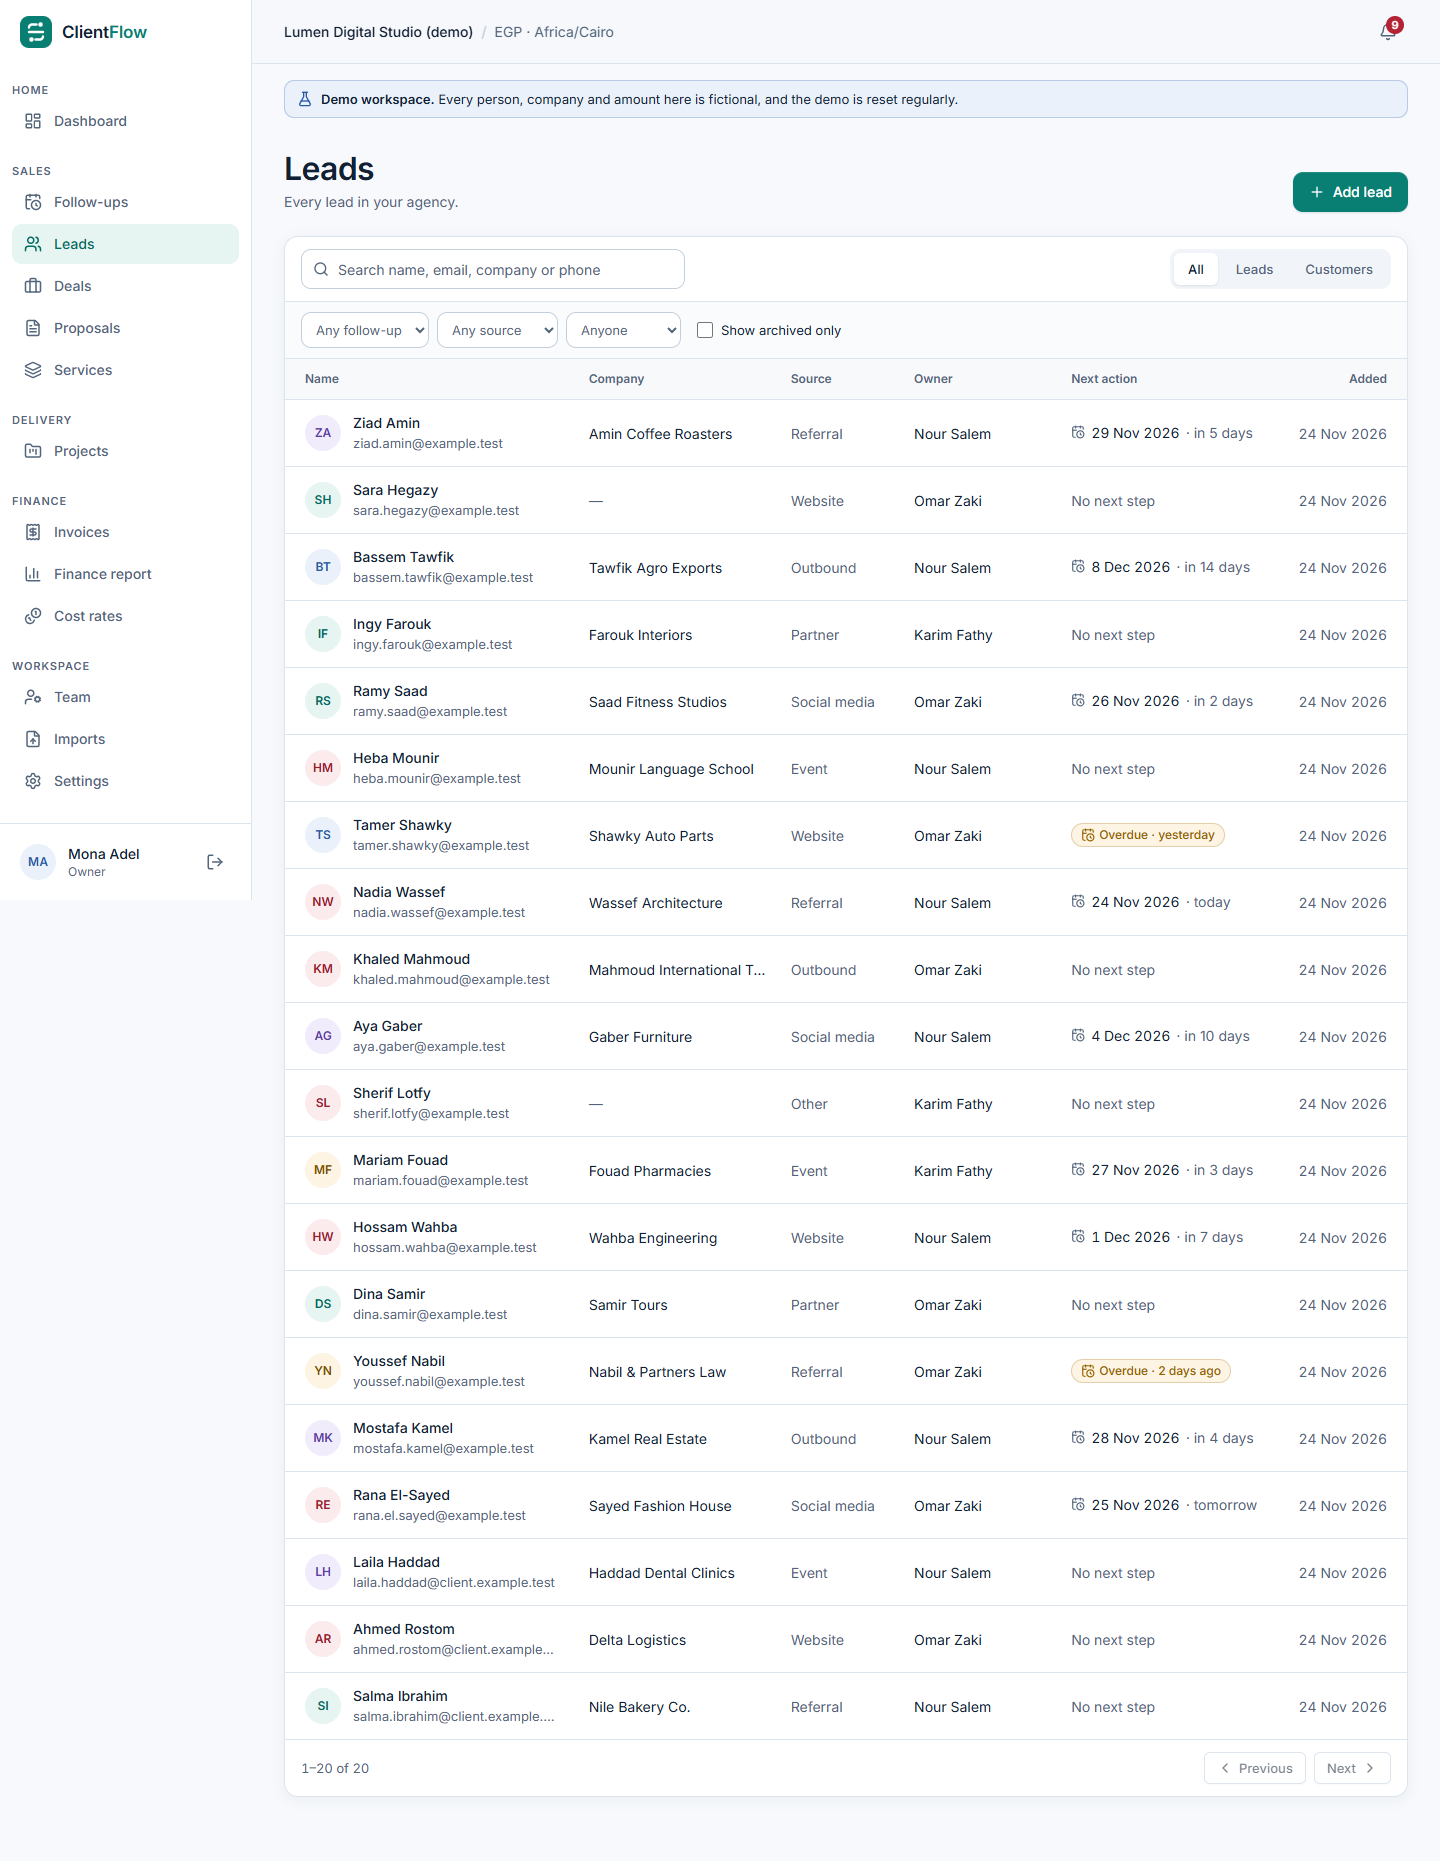 ClientFlow
HOME
Dashboard
SALES
Follow-ups
Leads
Deals
Proposals
Services
DELIVERY
Projects
FINANCE
Invoices
Finance report
Cost rates
WORKSPACE
Team
Imports
Settings
MA
Mona Adel
Owner
Lumen Digital Studio (demo) / EGP · Africa/Cairo
9
Demo workspace. Every person, company and amount here is fictional, and the demo is reset regularly.
Leads
Every lead in your agency.
Add lead
Search name, email, company or phone
All Leads Customers
Any follow-up Any source Anyone Show archived only
Name Company Source Owner Next action Added
ZA Ziad Amin
ziad.amin@example.test
Amin Coffee Roasters Referral Nour Salem 29 Nov 2026 · in 5 days 24 Nov 2026
SH Sara Hegazy
sara.hegazy@example.test
— Website Omar Zaki No next step 24 Nov 2026
BT Bassem Tawfik
bassem.tawfik@example.test
Tawfik Agro Exports Outbound Nour Salem 8 Dec 2026 · in 14 days 24 Nov 2026
IF Ingy Farouk
ingy.farouk@example.test
Farouk Interiors Partner Karim Fathy No next step 24 Nov 2026
RS Ramy Saad
ramy.saad@example.test
Saad Fitness Studios Social media Omar Zaki 26 Nov 2026 · in 2 days 24 Nov 2026
HM Heba Mounir
heba.mounir@example.test
Mounir Language School Event Nour Salem No next step 24 Nov 2026
TS Tamer Shawky
tamer.shawky@example.test
Shawky Auto Parts Website Omar Zaki Overdue · yesterday 24 Nov 2026
NW Nadia Wassef
nadia.wassef@example.test
Wassef Architecture Referral Nour Salem 24 Nov 2026 · today 24 Nov 2026
KM Khaled Mahmoud
khaled.mahmoud@example.test
Mahmoud International T... Outbound Omar Zaki No next step 24 Nov 2026
AG Aya Gaber
aya.gaber@example.test
Gaber Furniture Social media Nour Salem 4 Dec 2026 · in 10 days 24 Nov 2026
SL Sherif Lotfy
sherif.lotfy@example.test
— Other Karim Fathy No next step 24 Nov 2026
MF Mariam Fouad
mariam.fouad@example.test
Fouad Pharmacies Event Karim Fathy 27 Nov 2026 · in 3 days 24 Nov 2026
HW Hossam Wahba
hossam.wahba@example.test
Wahba Engineering Website Nour Salem 1 Dec 2026 · in 7 days 24 Nov 2026
DS Dina Samir
dina.samir@example.test
Samir Tours Partner Omar Zaki No next step 24 Nov 2026
YN Youssef Nabil
youssef.nabil@example.test
Nabil & Partners Law Referral Omar Zaki Overdue · 2 days ago 24 Nov 2026
MK Mostafa Kamel
mostafa.kamel@example.test
Kamel Real Estate Outbound Nour Salem 28 Nov 2026 · in 4 days 24 Nov 2026
RE Rana El-Sayed
rana.el.sayed@example.test
Sayed Fashion House Social media Omar Zaki 25 Nov 2026 · tomorrow 24 Nov 2026
LH Laila Haddad
laila.haddad@client.example.test
Haddad Dental Clinics Event Nour Salem No next step 24 Nov 2026
AR Ahmed Rostom
ahmed.rostom@client.example...
Delta Logistics Website Omar Zaki No next step 24 Nov 2026
SI Salma Ibrahim
salma.ibrahim@client.example....
Nile Bakery Co. Referral Nour Salem No next step 24 Nov 2026
1–20 of 20
Previous Next